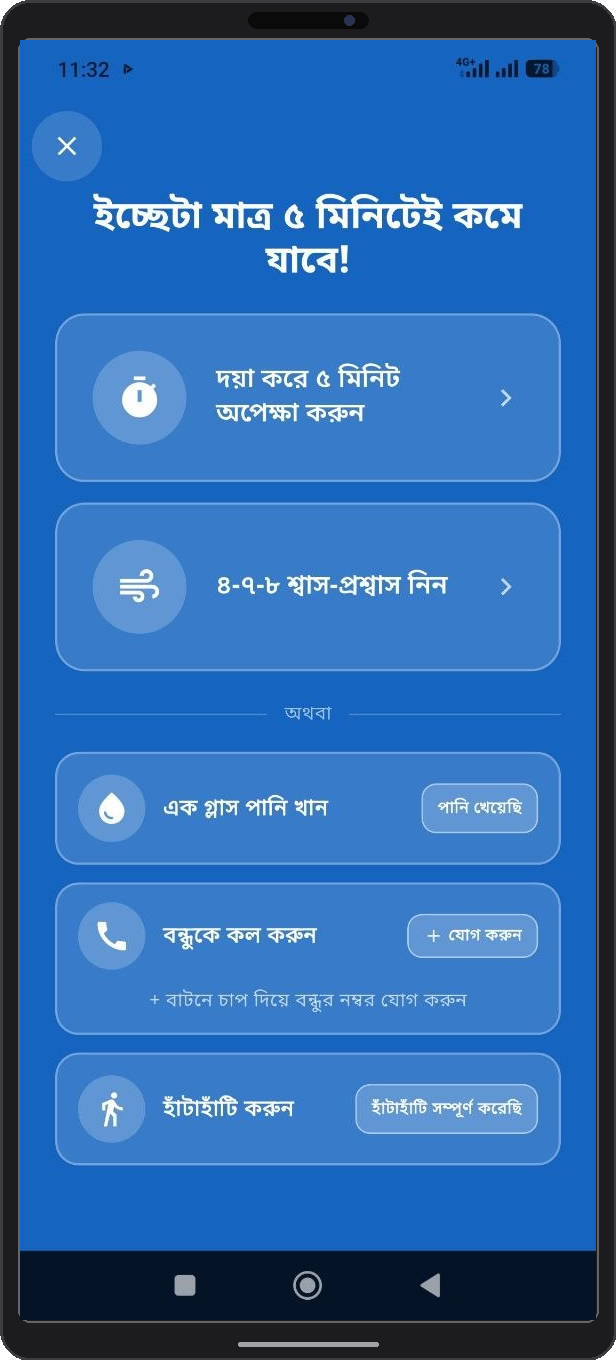 11:32
4G+
78
ইচ্ছেটা মাত্র ৫ মিনিটেই কমে
যাবে!
দয়া করে ৫ মিনিট
অপেক্ষা করুন
৪-৭-৮ শ্বাস-প্রশ্বাস নিন
অথবা
এক গ্লাস পানি খান
পানি খেয়েছি
বন্ধুকে কল করুন
+ যোগ করুন
+ বাটনে চাপ দিয়ে বন্ধুর নম্বর যোগ করুন
হাঁটাহাঁটি করুন
হাঁটাহাঁটি সম্পূর্ণ করেছি